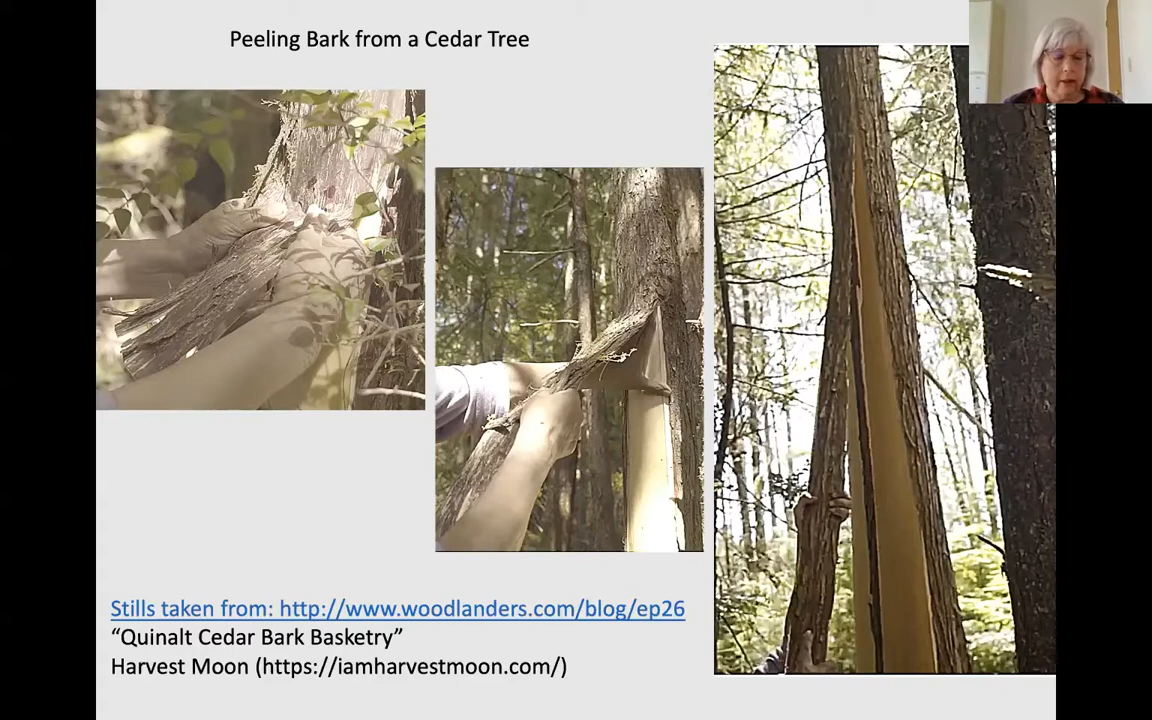 Peeling Bark from a Cedar Tree
Stills taken from: http://www.woodlanders.com/blog/ep26
“Quinalt Cedar Bark Basketry”
Harvest Moon (https://iamharvestmoon.com/)